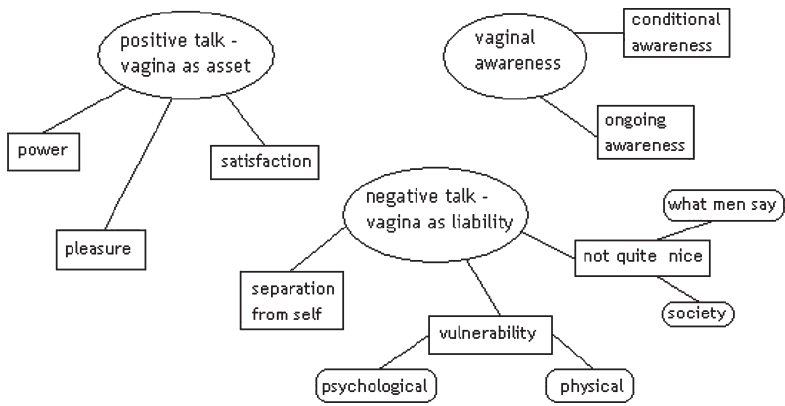 positive talk -
vagina as asset
power
pleasure
satisfaction
vaginal
awareness
conditional
awareness
ongoing
awareness
negative talk -
vagina as liability
separation
from self
vulnerability
psychological
physical
not quite nice
what men say
society